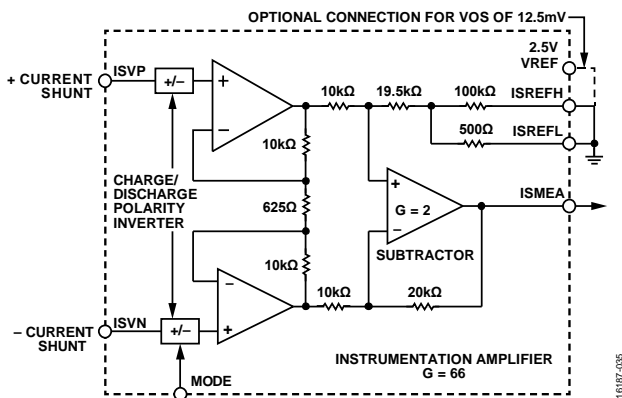 OPTIONAL CONNECTION FOR VOS OF 12.5mV
2.5V
VREF
ISVP
+ CURRENT
SHUNT
+/–
+
–
10kΩ
19.5kΩ
100kΩ
ISREFH
500Ω
ISREFL
10kΩ
CHARGE/
DISCHARGE
POLARITY
INVERTER
625Ω
+
G = 2
–
ISMEA
SUBTRACTOR
10kΩ
–
+
10kΩ
20kΩ
– CURRENT
SHUNT
ISVN
+/–
INSTRUMENTATION AMPLIFIER
G = 66
MODE
16187-035